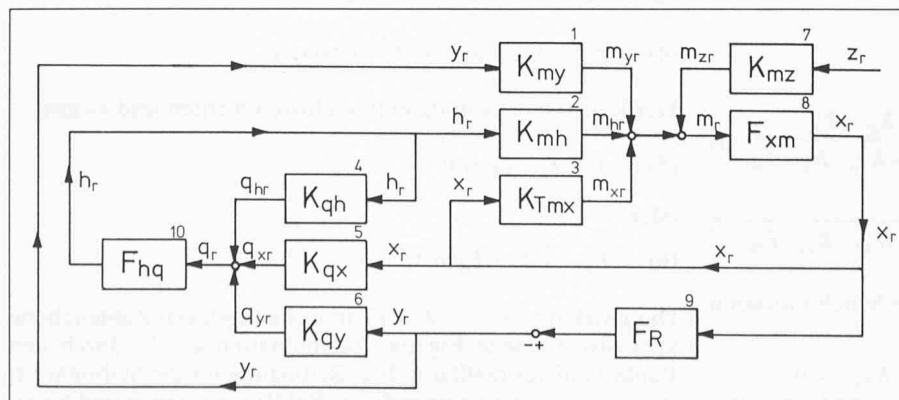 1
y_r K_my m_yr
7
m_zr K_mz z_r
2
h_r K_mh m_hr
8
m_r F_xm x_r
3
x_r K_Tmx m_xr
4
q_hr K_qh h_r
h_r
10
F_hq q_r
5
q_xr K_qx x_r
x_r
x_r
6
q_yr K_qy y_r
-+
9
F_R
y_r